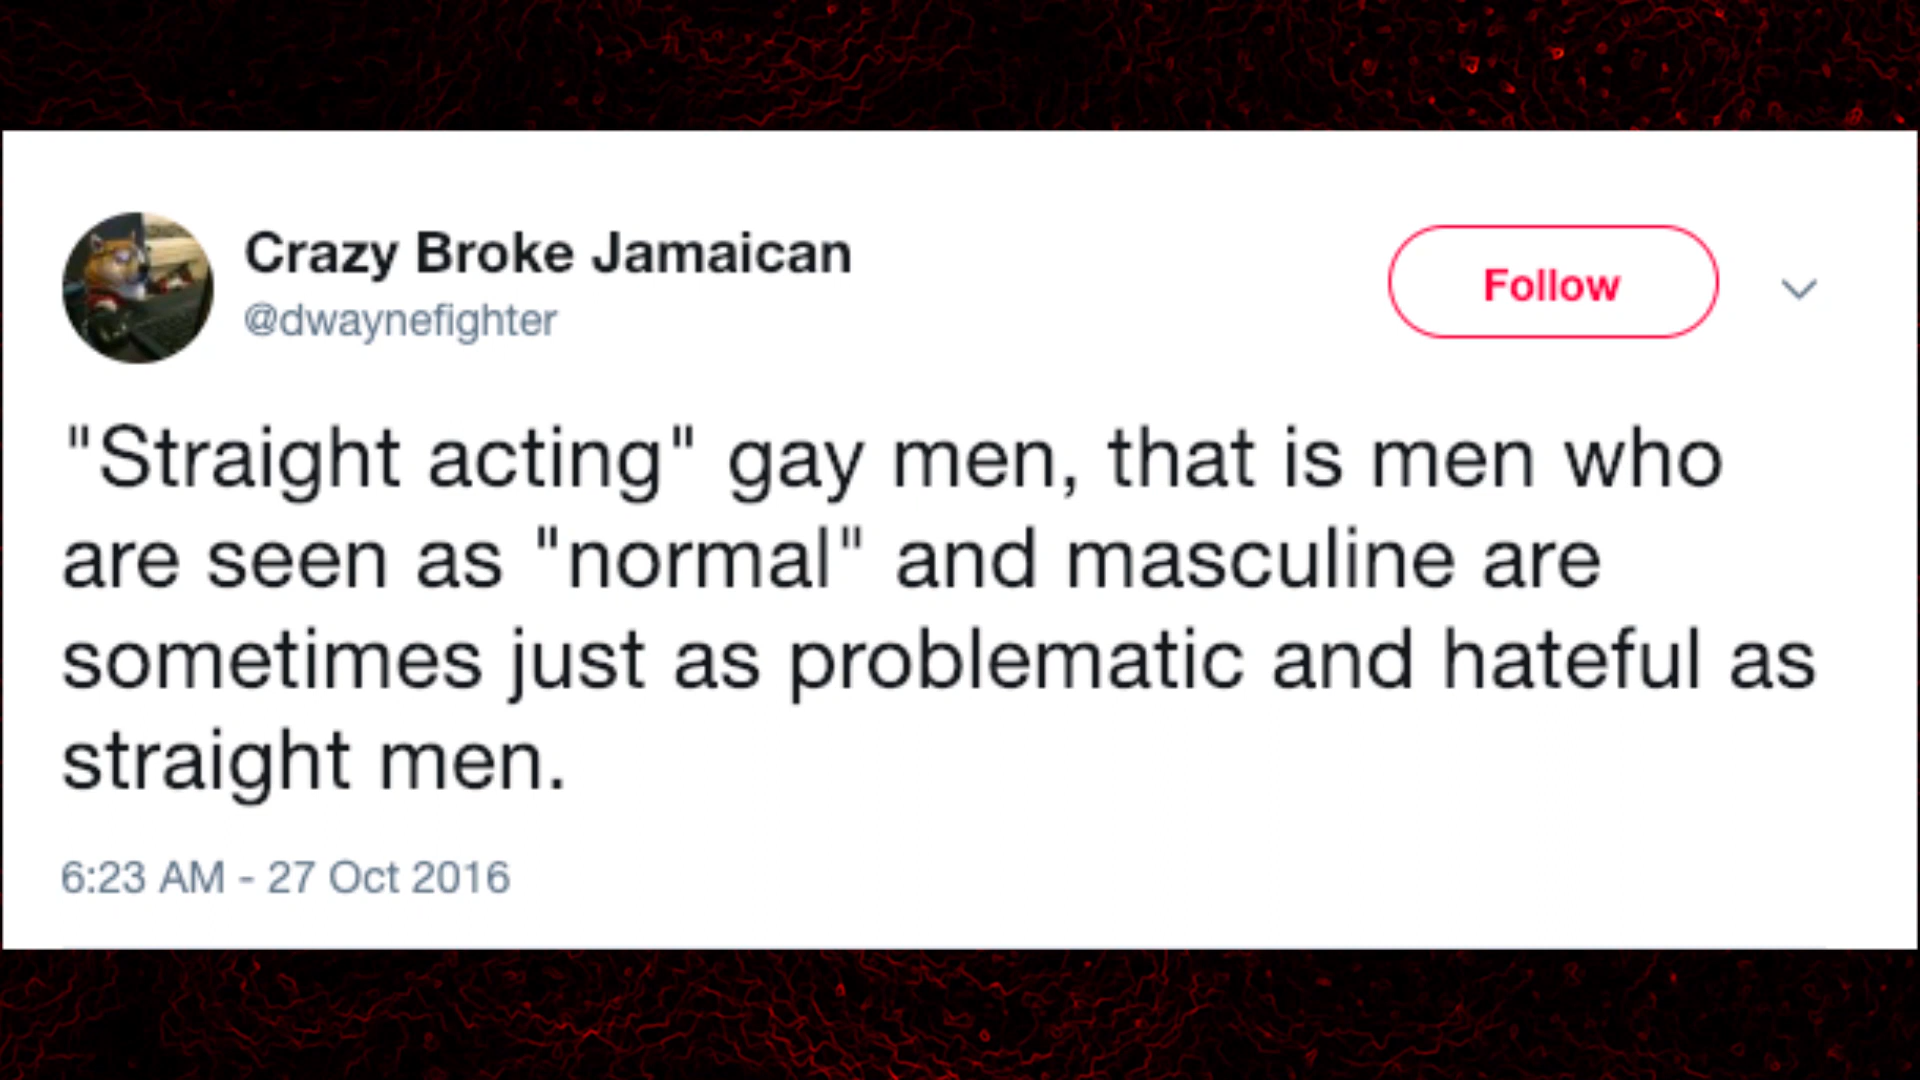 Crazy Broke Jamaican
@dwaynefighter
Follow
"Straight acting" gay men, that is men who
are seen as "normal" and masculine are
sometimes just as problematic and hateful as
straight men.
6:23 AM - 27 Oct 2016